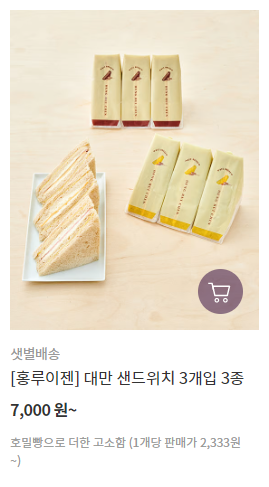 샛별배송
[홍루이젠] 대만 샌드위치 3개입 3종
7,000 원~
호밀빵으로 더한 고소함 (1개당 판매가 2,333원
~)